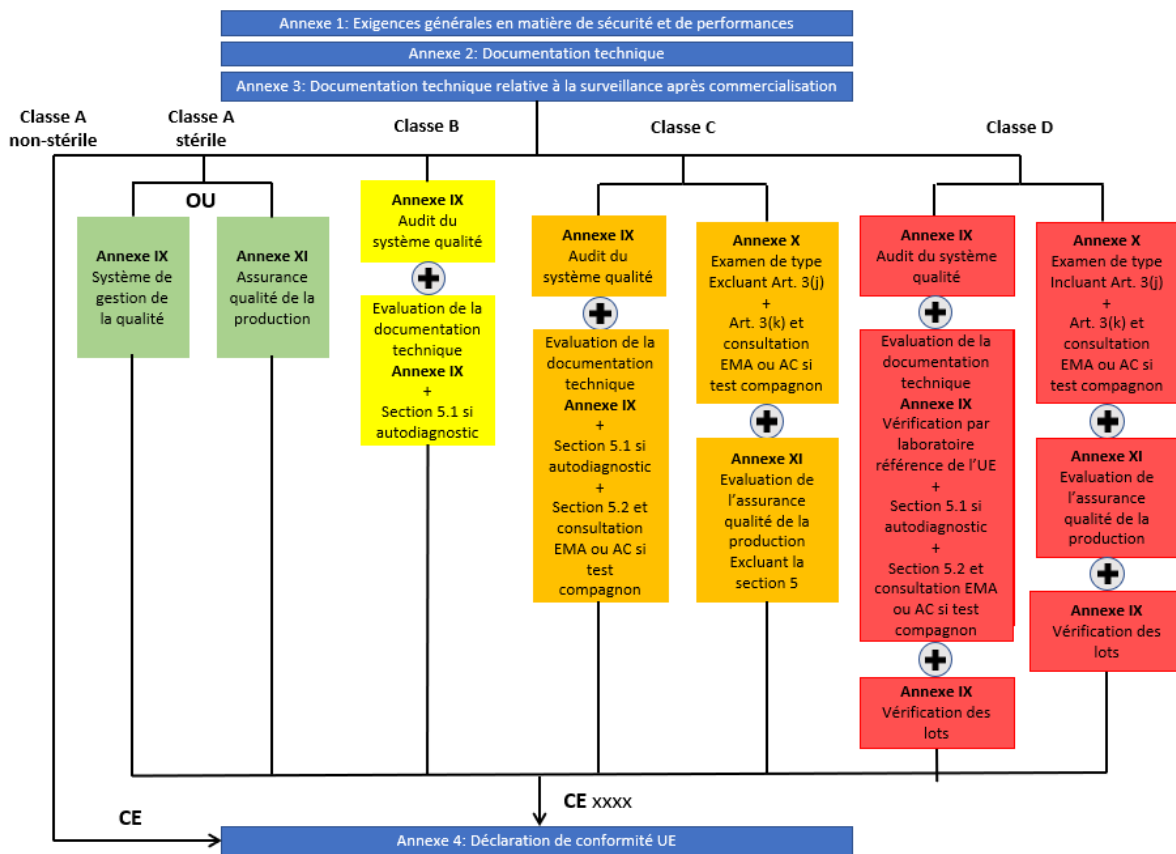 Annexe 1: Exigences générales en matière de sécurité et de performances
Annexe 2: Documentation technique
Annexe 3: Documentation technique relative à la surveillance après commercialisation
Classe A
non-stérile
Classe A
stérile
Classe B
Classe C
Classe D
OU
Annexe IX
Système de
gestion de
la qualité
Annexe XI
Assurance
qualité de la
production
Annexe IX
Audit du
système qualité
Evaluation de la
documentation
technique
Annexe IX
+
Section 5.1 si
autodiagnostic
Annexe IX
Audit du
système qualité
Evaluation de la
documentation
technique
Annexe IX
+
Section 5.1 si
autodiagnostic
+
Section 5.2 et
consultation
EMA ou AC si
test
compagnon
Annexe X
Examen de type
Excluant Art. 3(j)
+
Art. 3(k) et
consultation
EMA ou AC si
test compagnon
Annexe XI
Evaluation de
l'assurance
qualité de la
production
Excluant la
section 5
Annexe IX
Audit du système
qualité
Evaluation de la
documentation
technique
Annexe IX
Vérification par
laboratoire
référence de l'UE
+
Section 5.1 si
autodiagnostic
+
Section 5.2 et
consultation EMA
ou AC si test
compagnon
Annexe IX
Vérification des
lots
Annexe X
Examen de type
Incluant Art. 3(j)
+
Art. 3(k) et
consultation
EMA ou AC si
test compagnon
Annexe XI
Evaluation de
l'assurance
qualité de la
production
Annexe IX
Vérification des
lots
CE
CE xxxx
Annexe 4: Déclaration de conformité UE